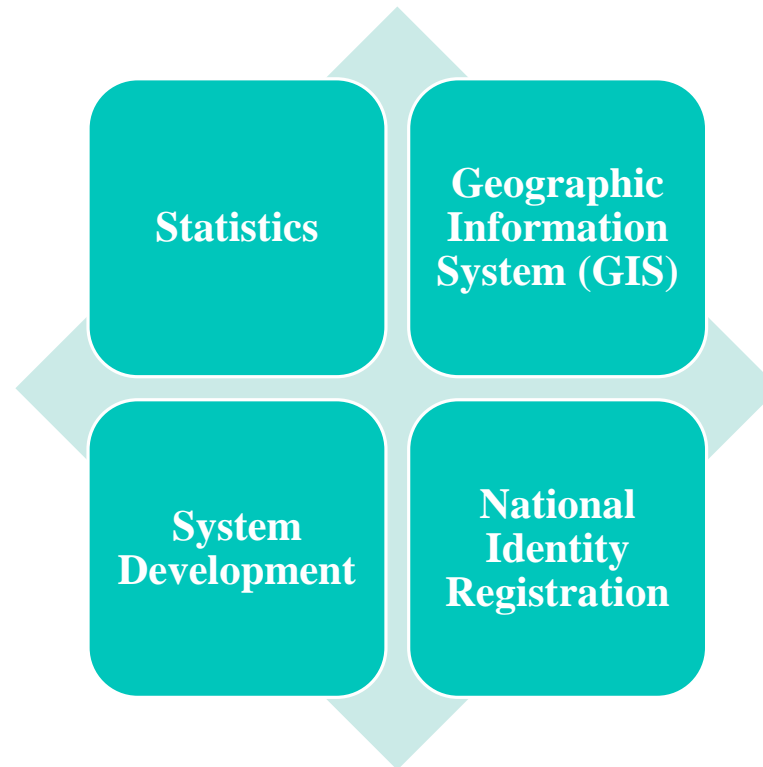 Statistics
Geographic
Information
System (GIS)
System
Development
National
Identity
Registration